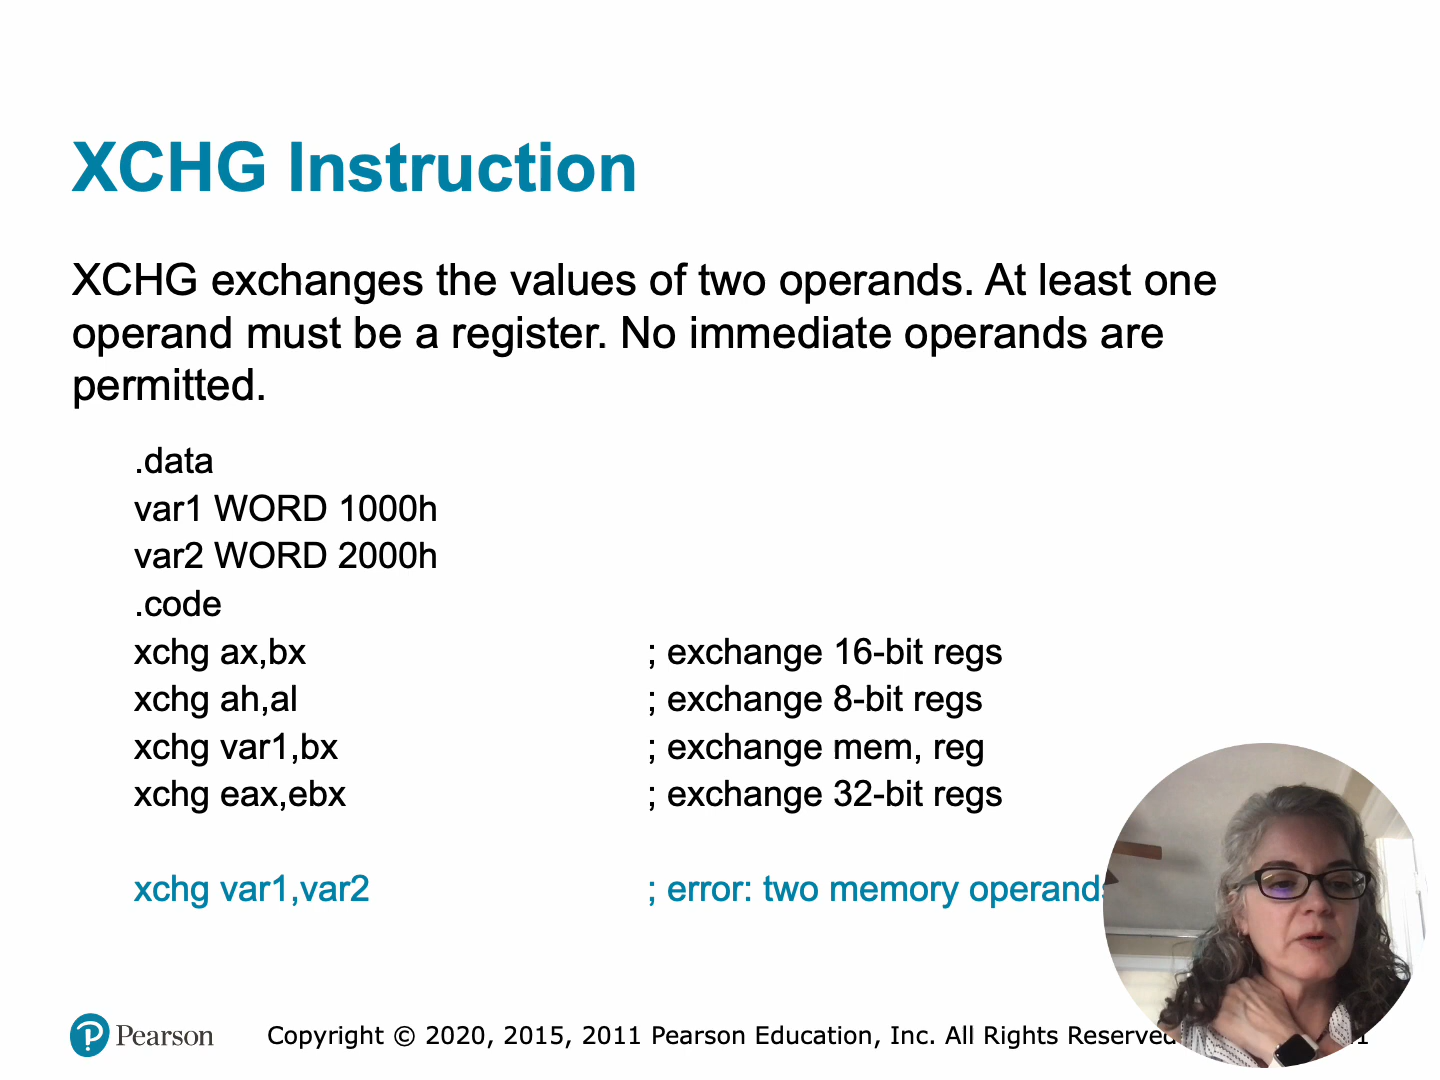 XCHG Instruction
XCHG exchanges the values of two operands. At least one
operand must be a register. No immediate operands are
permitted.
.data
var1 WORD 1000h
var2 WORD 2000h
.code
xchg ax,bx ; exchange 16-bit regs
xchg ah,al ; exchange 8-bit regs
xchg var1,bx ; exchange mem, reg
xchg eax,ebx ; exchange 32-bit regs
xchg var1,var2 ; error: two memory operands
Pearson Copyright © 2020, 2015, 2011 Pearson Education, Inc. All Rights Reserved